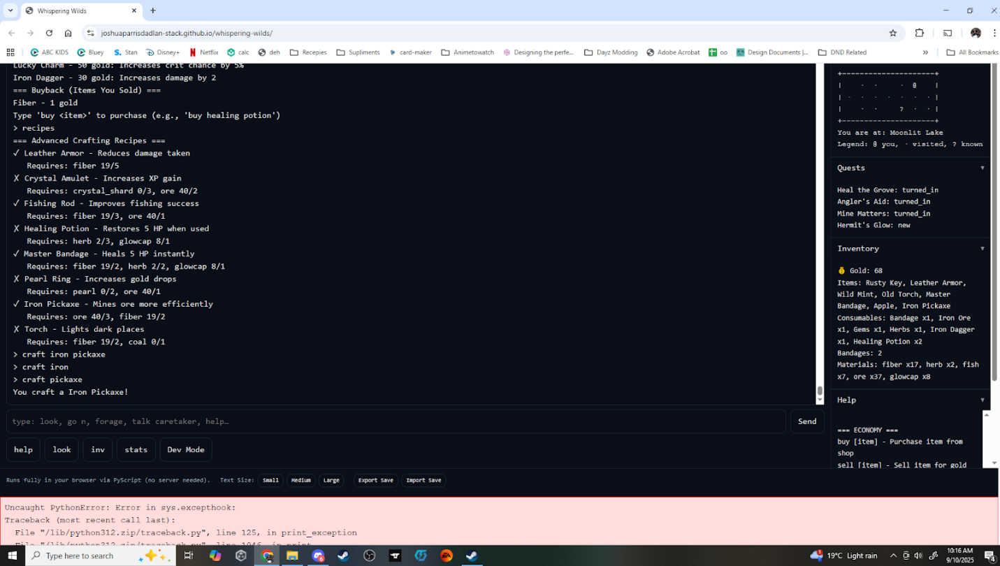 Whispering Wilds
joshuaparrisdadlan-stack.github.io/whispering-wilds/
ABC KIDS Bluey Stan Disney+ Netflix calc deh Recepies Supliments card-maker Animetowatch Designing the perfe... Dayz Modding Adobe Acrobat oo Design Documents |... DND Related » All Bookmarks
Lucky Charm - 50 gold: Increases crit chance by 5%
Iron Dagger - 30 gold: Increases damage by 2
=== Buyback (Items You Sold) ===
Fiber - 1 gold
Type 'buy <item>' to purchase (e.g., 'buy healing potion')
> recipes
=== Advanced Crafting Recipes ===
✓ Leather Armor - Reduces damage taken
Requires: fiber 19/5
✗ Crystal Amulet - Increases XP gain
Requires: crystal_shard 0/3, ore 40/2
✓ Fishing Rod - Improves fishing success
Requires: fiber 19/3, ore 40/1
✗ Healing Potion - Restores 5 HP when used
Requires: herb 2/3, glowcap 8/1
✓ Master Bandage - Heals 5 HP instantly
Requires: fiber 19/2, herb 2/2, glowcap 8/1
✗ Pearl Ring - Increases gold drops
Requires: pearl 0/2, ore 40/1
✓ Iron Pickaxe - Mines ore more efficiently
Requires: ore 40/3, fiber 19/2
✗ Torch - Lights dark places
Requires: fiber 19/2, coal 0/1
> craft iron pickaxe
> craft iron
> craft pickaxe
You craft a Iron Pickaxe!
type: look, go n, forage, talk caretaker, help…
Send
help look inv stats Dev Mode
+---------------------+
| · · · @ |
| · · · · · · · |
| · · ? · · |
+---------------------+
You are at: Moonlit Lake
Legend: @ you, · visited, ? known
Quests ▼
Heal the Grove: turned_in
Angler's Aid: turned_in
Mine Matters: turned_in
Hermit's Glow: new
Inventory ▼
💰 Gold: 68
Items: Rusty Key, Leather Armor,
Wild Mint, Old Torch, Master
Bandage, Apple, Iron Pickaxe
Consumables: Bandage x1, Iron Ore
x1, Gems x1, Herbs x1, Iron Dagger
x1, Healing Potion x2
Bandages: 2
Materials: fiber x17, herb x2, fish
x7, ore x37, glowcap x8
Help ▼
=== ECONOMY ===
buy [item] - Purchase item from
shop
sell [item] - Sell item for gold
Runs fully in your browser via PyScript (no server needed). Text Size: Small Medium Large Export Save Import Save
Uncaught PythonError: Error in sys.excepthook:
Traceback (most recent call last):
File "/lib/python312.zip/traceback.py", line 125, in print_exception
File "/lib/python312.zip/traceback.py", line 1046, in print
Type here to search
19°C Light rain
10:16 AM
9/10/2025
4